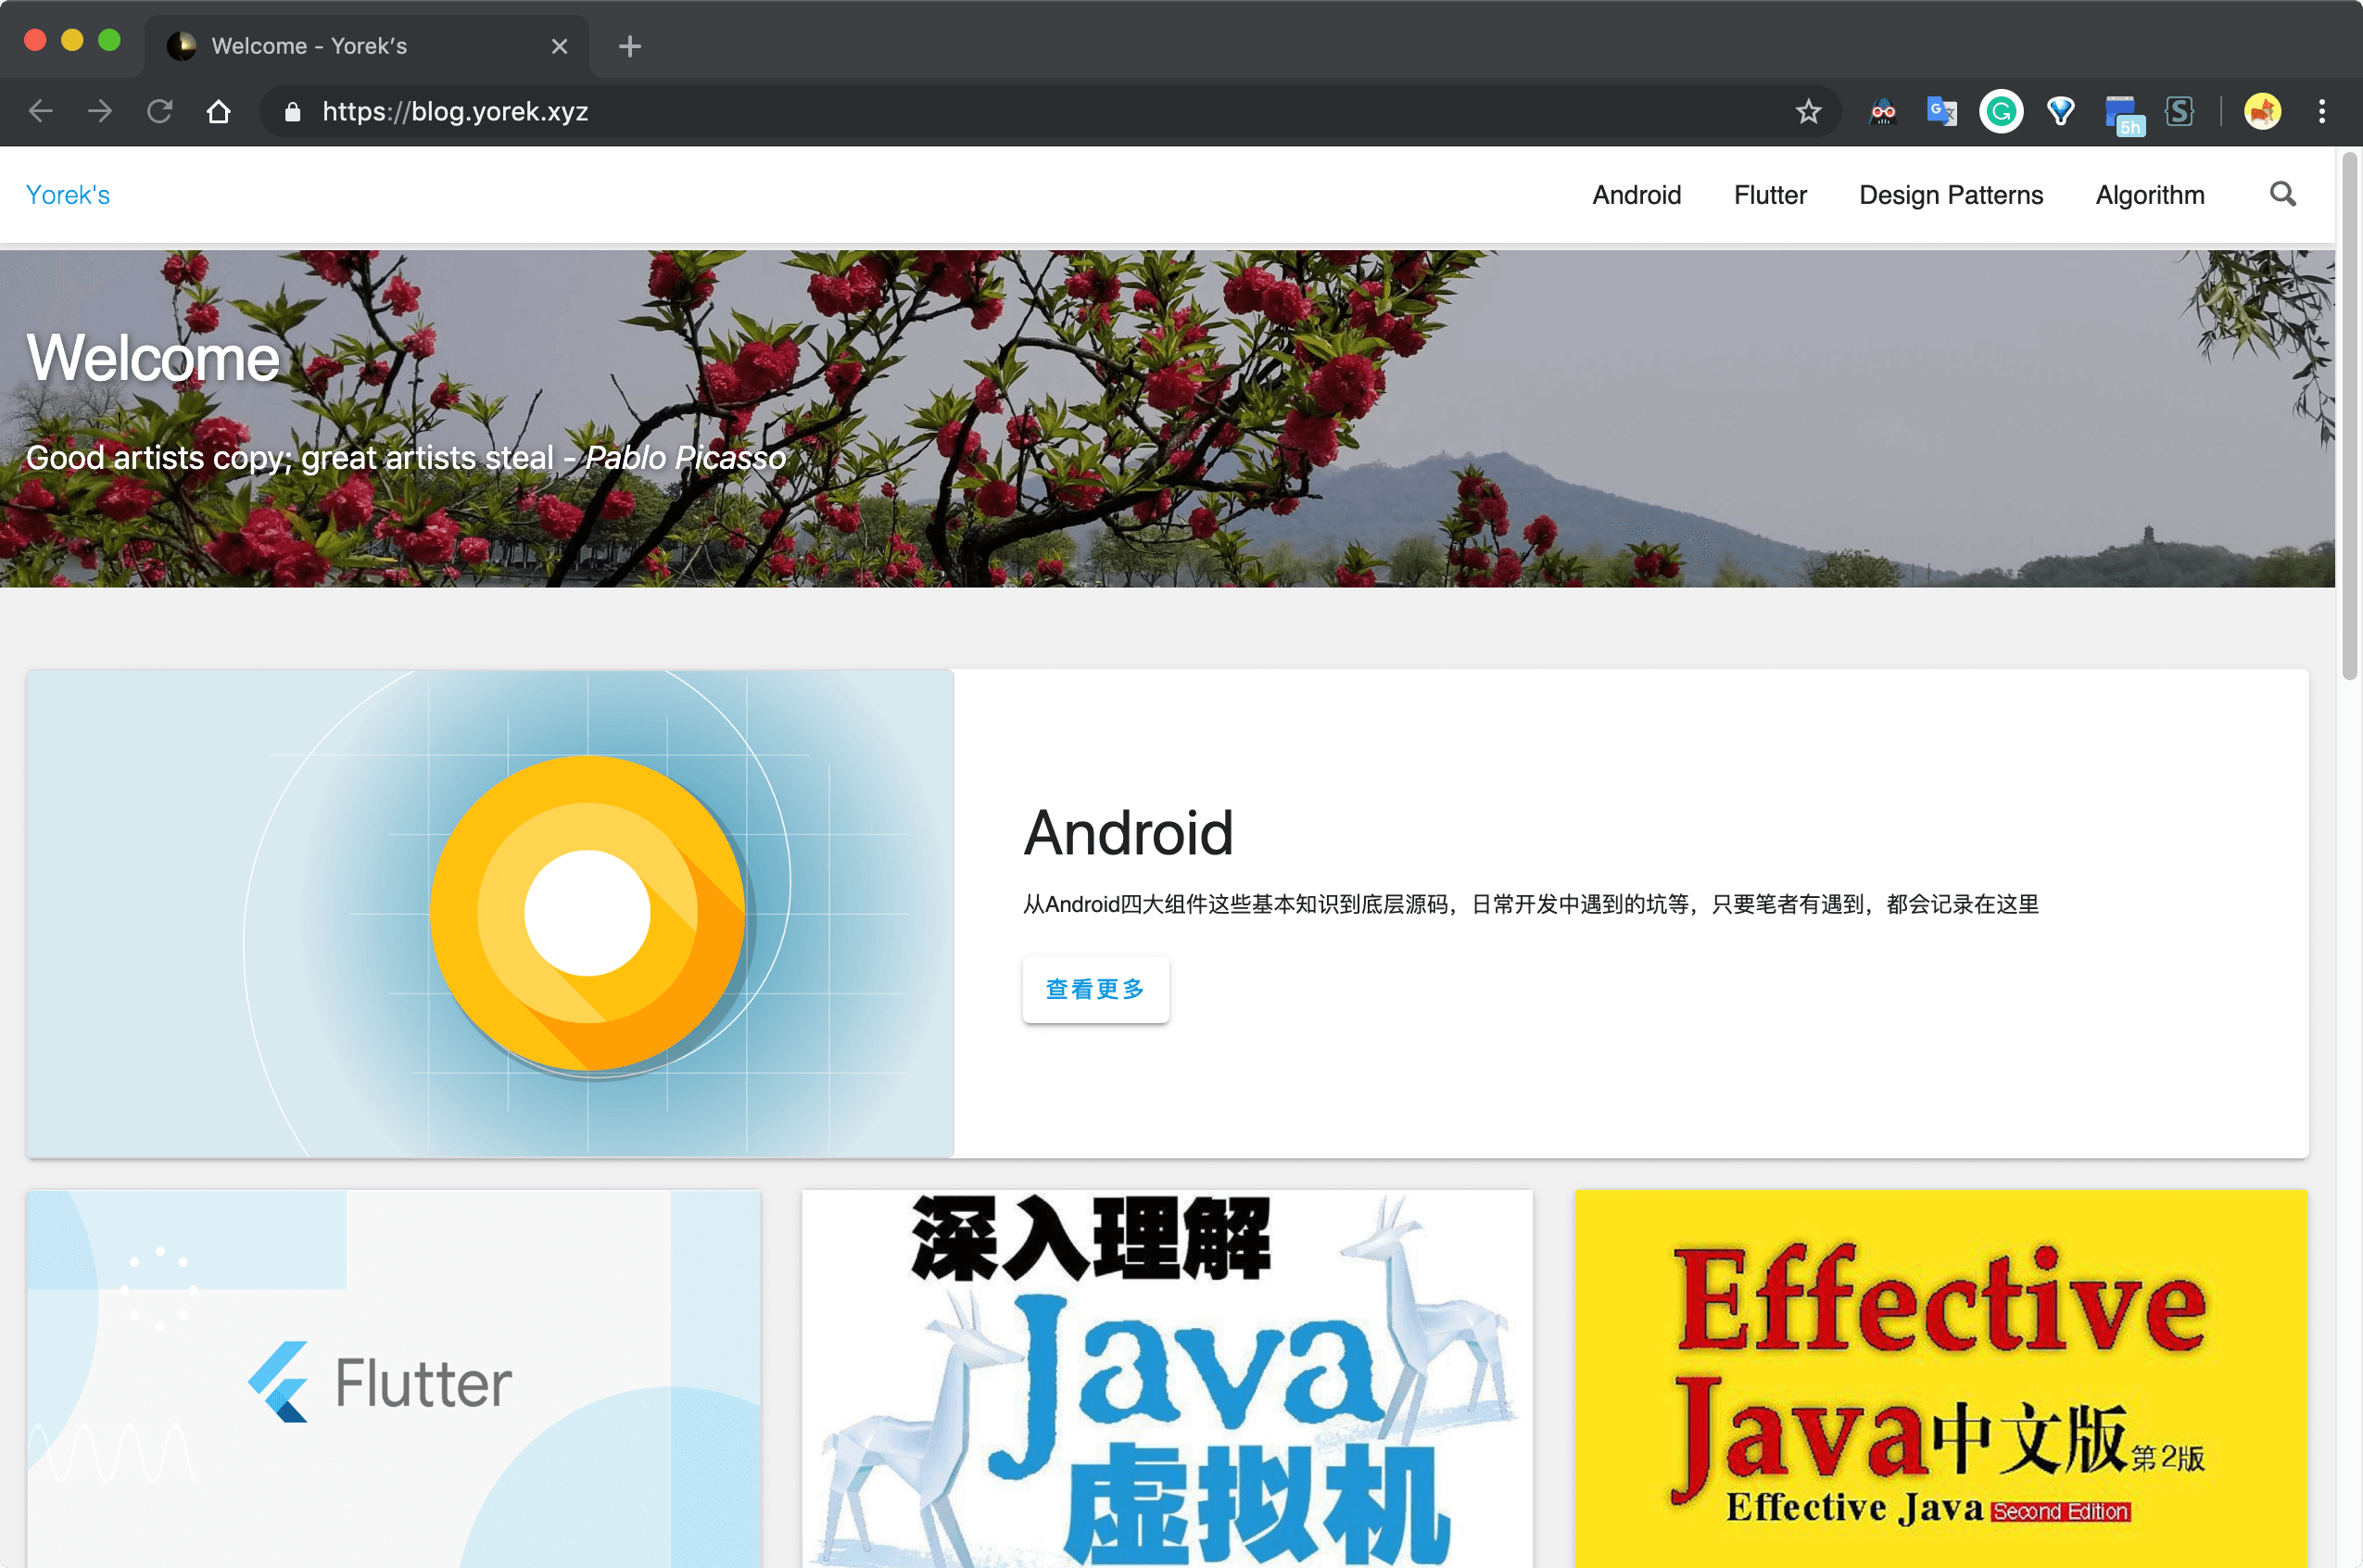 Welcome - Yorek’s
https://blog.yorek.xyz
5h
Yorek's
Android
Flutter
Design Patterns
Algorithm
Welcome
Good artists copy; great artists steal - Pablo Picasso
Android
从Android四大组件这些基本知识到底层源码，日常开发中遇到的坑等，只要笔者有遇到，都会记录在这里
查看更多
Flutter
深入理解
Java
虚拟机
Effective
Java中文版第2版
Effective Java Second Edition